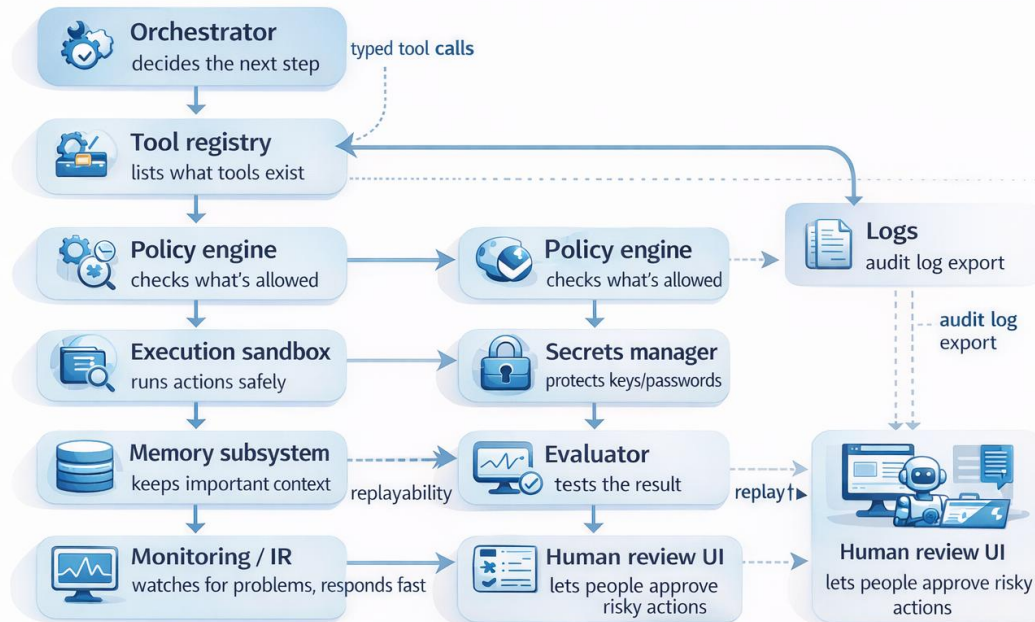 Orchestrator
decides the next step
typed tool calls
Tool registry
lists what tools exist
Policy engine
checks what's allowed
Policy engine
checks what's allowed
Logs
audit log export
audit log
export
Execution sandbox
runs actions safely
Secrets manager
protects keys/passwords
Memory subsystem
keeps important context
replayability
Evaluator
tests the result
replay†
Monitoring / IR
watches for problems, responds fast
Human review UI
lets people approve
risky actions
Human review UI
lets people approve risky
actions